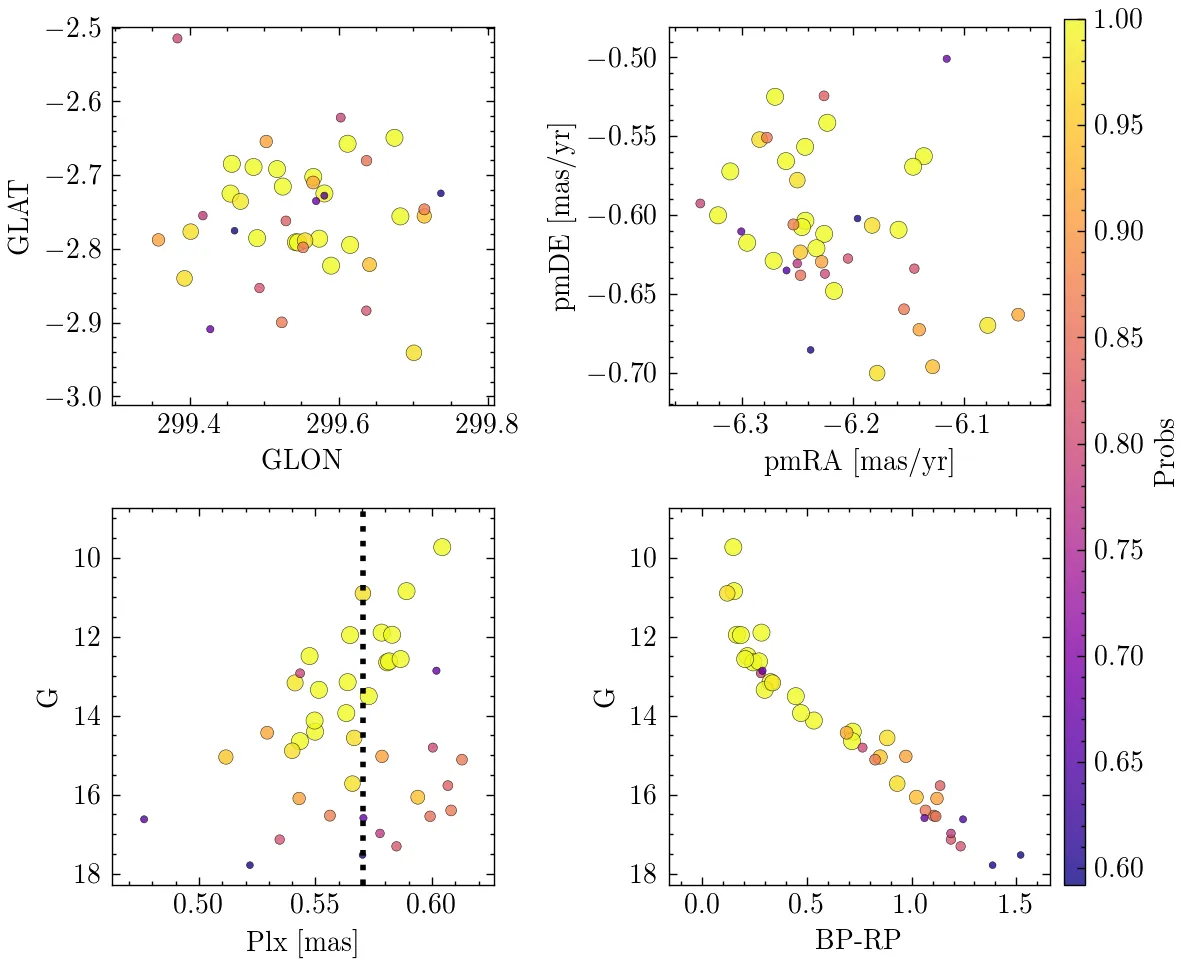 −2.5
−2.6
−2.7
−2.8
−2.9
−3.0
GLAT
299.4 299.6 299.8
GLON
−0.50
−0.55
−0.60
−0.65
−0.70
pmDE [mas/yr]
−6.3 −6.2 −6.1
pmRA [mas/yr]
10
12
14
16
18
G
0.50 0.55 0.60
Plx [mas]
10
12
14
16
18
G
0.0 0.5 1.0 1.5
BP-RP
1.00
0.95
0.90
0.85
0.80
0.75
0.70
0.65
0.60
Probs